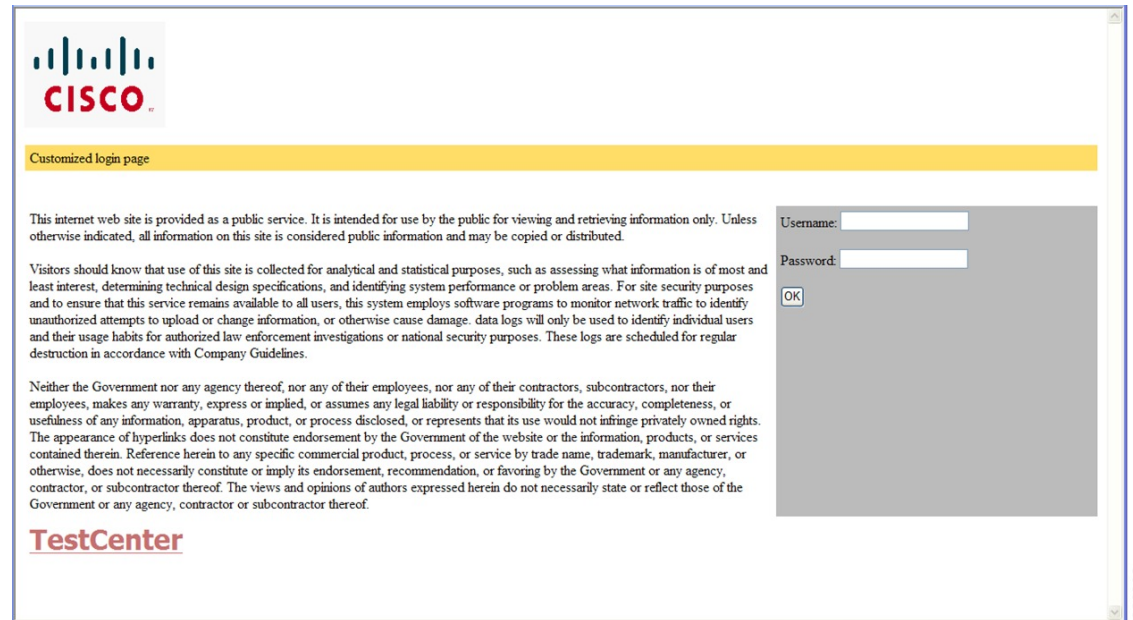 CISCO
Customized login page
This internet web site is provided as a public service. It is intended for use by the public for viewing and retrieving information only. Unless
otherwise indicated, all information on this site is considered public information and may be copied or distributed.
Username:
Visitors should know that use of this site is collected for analytical and statistical purposes, such as assessing what information is of most and
least interest, determining technical design specifications, and identifying system performance or problem areas. For site security purposes
and to ensure that this service remains available to all users, this system employs software programs to monitor network traffic to identify
unauthorized attempts to upload or change information, or otherwise cause damage. data logs will only be used to identify individual users
and their usage habits for authorized law enforcement investigations or national security purposes. These logs are scheduled for regular
destruction in accordance with Company Guidelines.
Password:
OK
Neither the Government nor any agency thereof, nor any of their employees, nor any of their contractors, subcontractors, nor their
employees, makes any warranty, express or implied, or assumes any legal liability or responsibility for the accuracy, completeness, or
usefulness of any information, apparatus, product, or process disclosed, or represents that its use would not infringe privately owned rights.
The appearance of hyperlinks does not constitute endorsement by the Government of the website or the information, products, or services
contained therein. Reference herein to any specific commercial product, process, or service by trade name, trademark, manufacturer, or
otherwise, does not necessarily constitute or imply its endorsement, recommendation, or favoring by the Government or any agency,
contractor, or subcontractor thereof. The views and opinions of authors expressed herein do not necessarily state or reflect those of the
Government or any agency, contractor or subcontractor thereof.
TestCenter